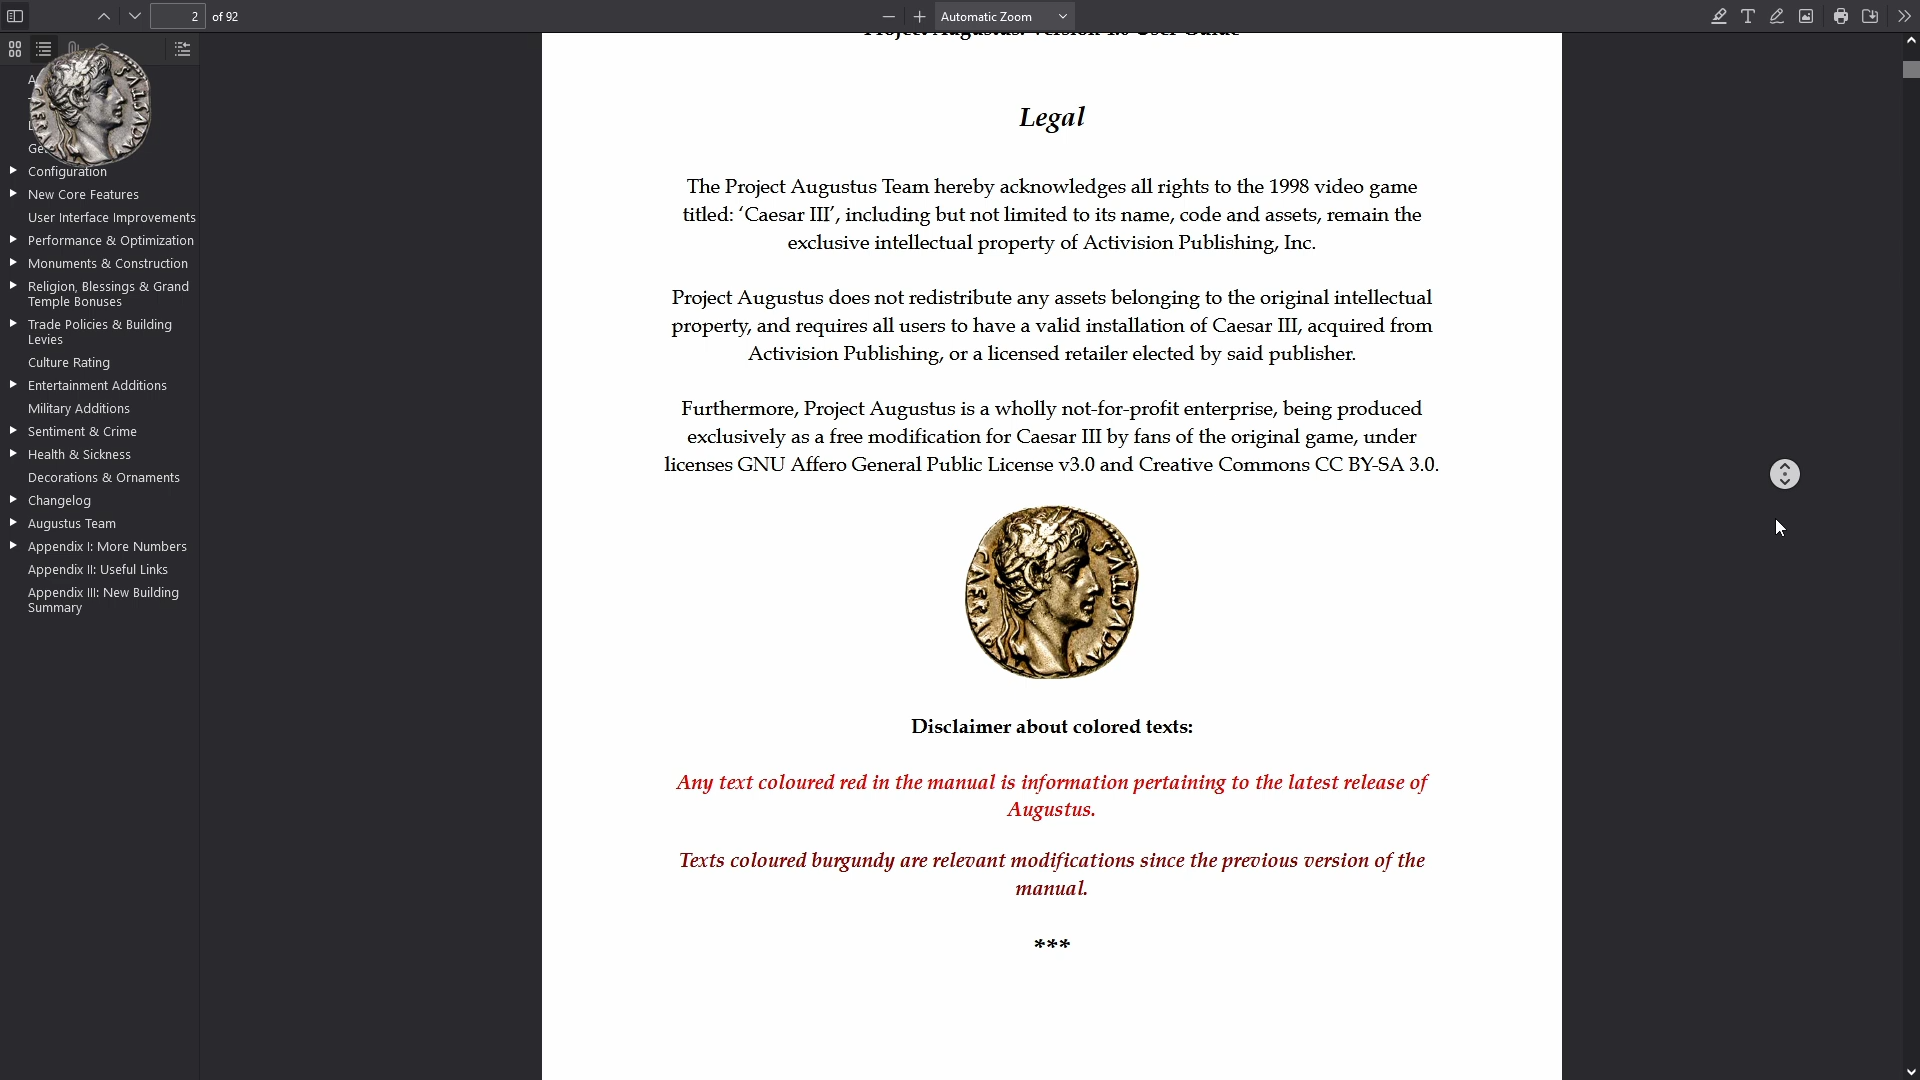 2
of 92
Automatic Zoom
Configuration
New Core Features
User Interface Improvements
Performance & Optimization
Monuments & Construction
Religion, Blessings & Grand
Temple Bonuses
Trade Policies & Building
Levies
Culture Rating
Entertainment Additions
Military Additions
Sentiment & Crime
Health & Sickness
Decorations & Ornaments
Changelog
Augustus Team
Appendix I: More Numbers
Appendix II: Useful Links
Appendix III: New Building
Summary
Legal
The Project Augustus Team hereby acknowledges all rights to the 1998 video game
titled: ‘Caesar III’, including but not limited to its name, code and assets, remain the
exclusive intellectual property of Activision Publishing, Inc.
Project Augustus does not redistribute any assets belonging to the original intellectual
property, and requires all users to have a valid installation of Caesar III, acquired from
Activision Publishing, or a licensed retailer elected by said publisher.
Furthermore, Project Augustus is a wholly not-for-profit enterprise, being produced
exclusively as a free modification for Caesar III by fans of the original game, under
licenses GNU Affero General Public License v3.0 and Creative Commons CC BY-SA 3.0.
Disclaimer about colored texts:
Any text coloured red in the manual is information pertaining to the latest release of
Augustus.
Texts coloured burgundy are relevant modifications since the previous version of the
manual.
***